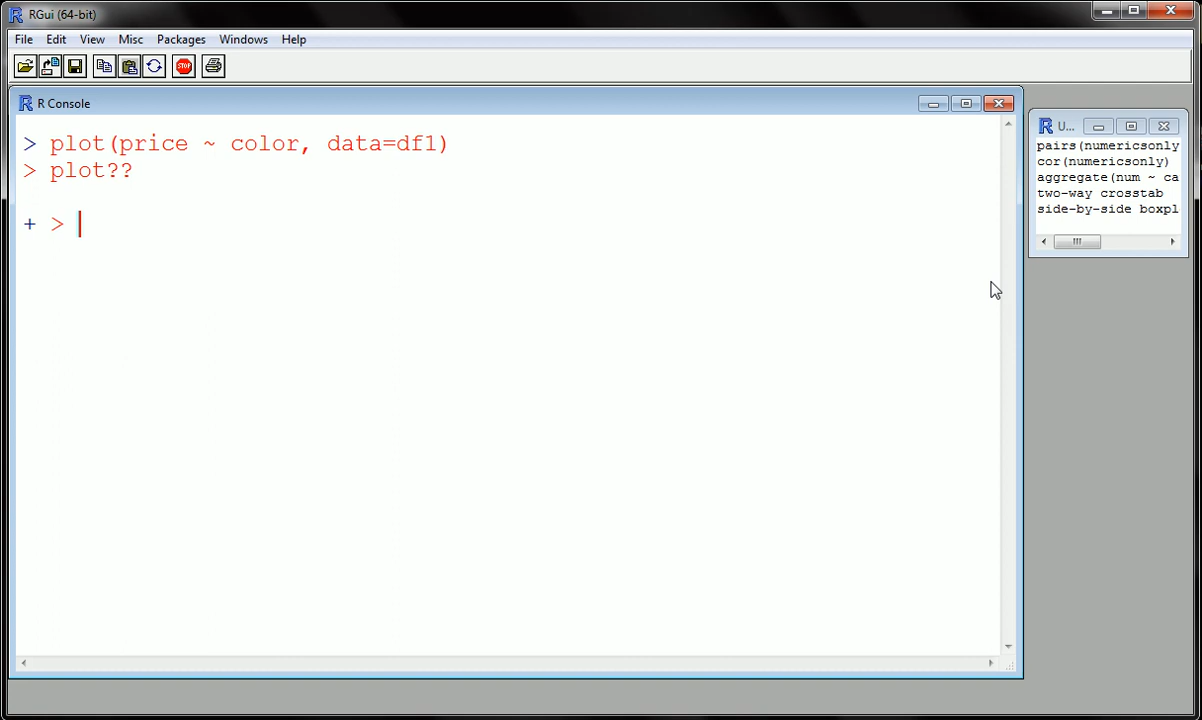 RGui (64-bit)
File Edit View Misc Packages Windows Help
STOP
R Console
> plot(price ~ color, data=df1)
> plot??
+ >
U...
pairs(numericsonly
cor(numericsonly)
aggregate(num ~ ca
two-way crosstab
side-by-side boxpl